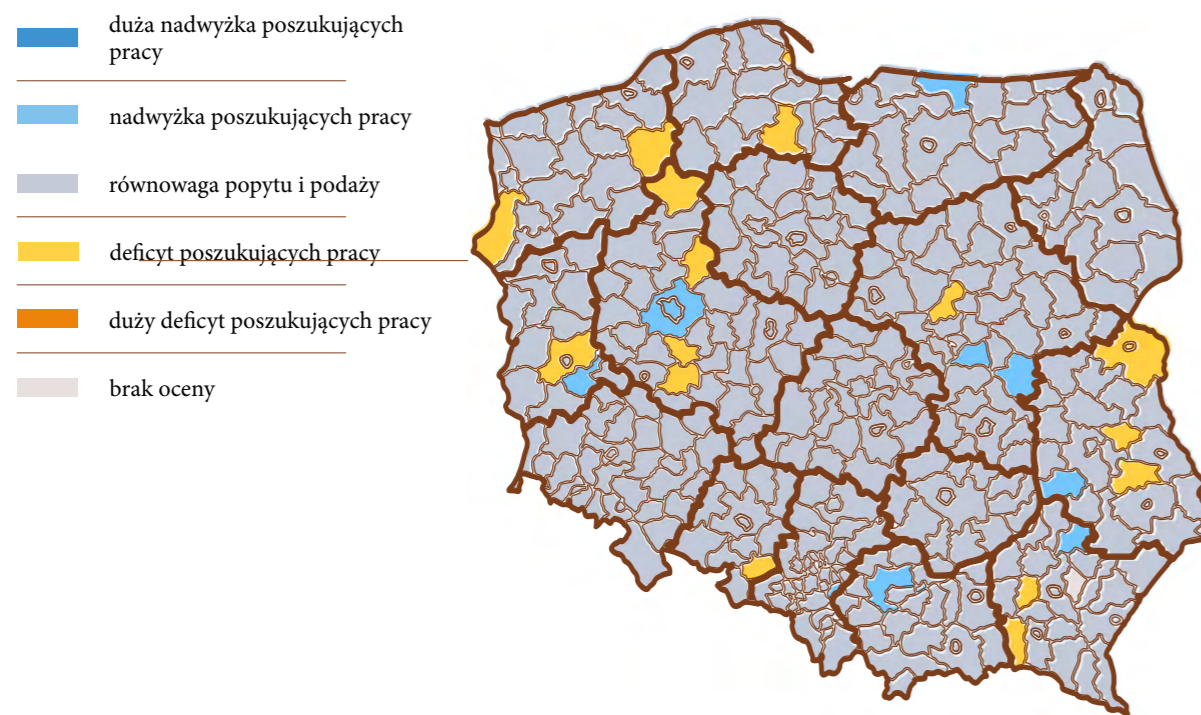 duża nadwyżka poszukujących
pracy
nadwyżka poszukujących pracy
równowaga popytu i podaży
deficyt poszukujących pracy
duży deficyt poszukujących pracy
brak oceny